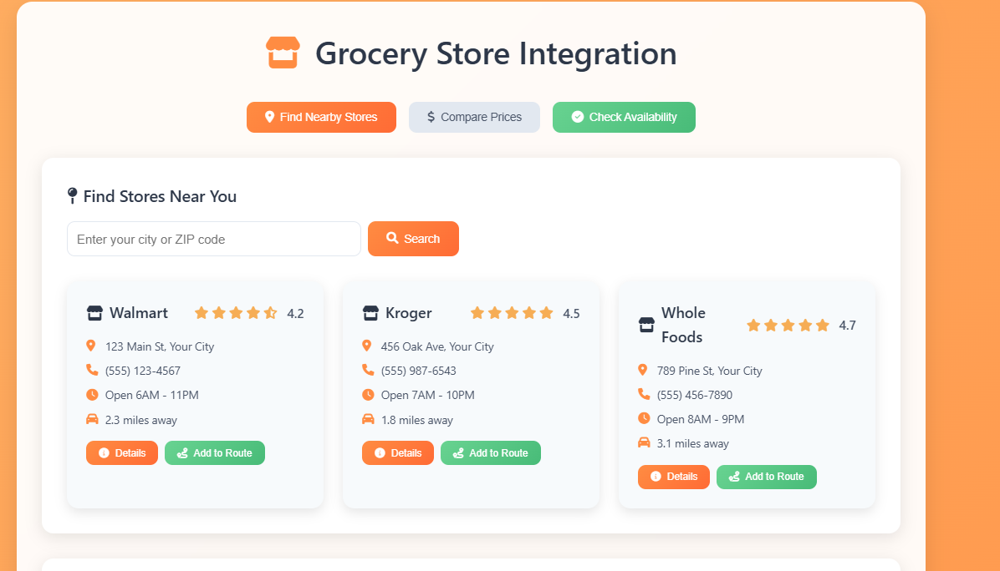 Grocery Store Integration
Find Nearby Stores
$ Compare Prices
Check Availability
Find Stores Near You
Enter your city or ZIP code
Search
Walmart 4.2
123 Main St, Your City
(555) 123-4567
Open 6AM - 11PM
2.3 miles away
Details
Add to Route
Kroger 4.5
456 Oak Ave, Your City
(555) 987-6543
Open 7AM - 10PM
1.8 miles away
Details
Add to Route
Whole
Foods
4.7
789 Pine St, Your City
(555) 456-7890
Open 8AM - 9PM
3.1 miles away
Details
Add to Route